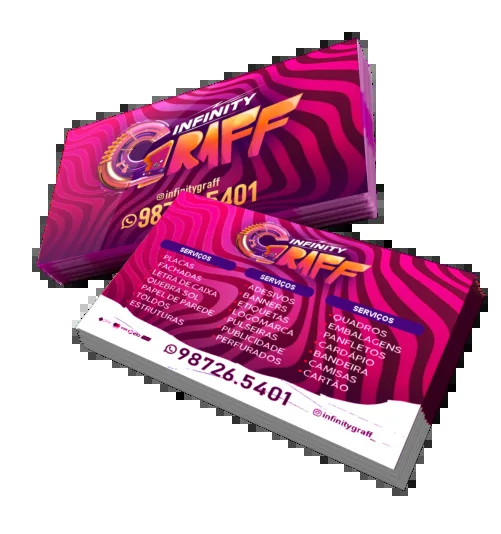 INFINITY
GRAFF
infinitygraff
987 5401
INFINITY
GRAFF
SERVIÇOS
PLACAS
FACHADAS
LETRA DE CAIXA
QUEBRA SOL
PAPEL DE PAREDE
TOLDOS
ESTRUTURAS
SERVIÇOS
ADESIVOS
BANNERS
ETIQUETAS
LOGOMARCA
PULSEIRAS
PUBLICIDADE
PERFURADOS
SERVIÇOS
QUADROS
EMBALAGENS
PANFLETOS
CARDÁPIO
BANDEIRA
CAMISAS
CARTÃO
98726.5401
infinitygraff_